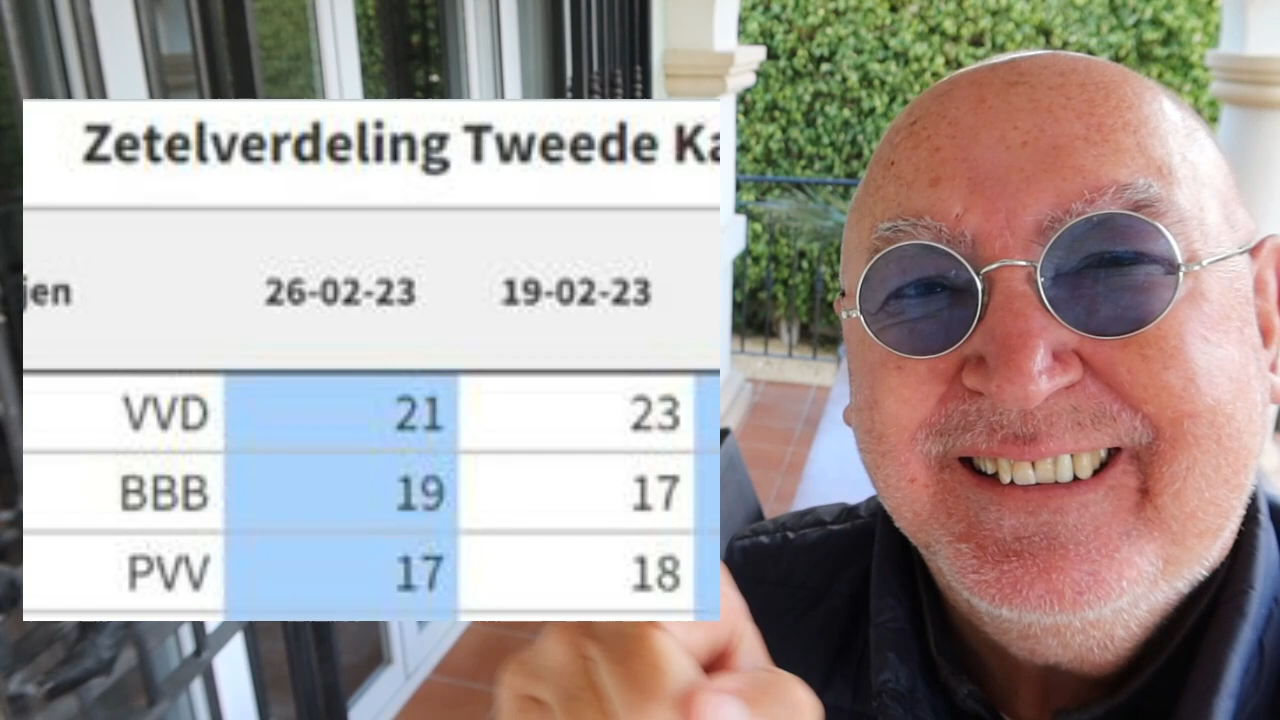 Zetelverdeling Tweede Ka
jen 26-02-23 19-02-23
VVD 21 23
BBB 19 17
PVV 17 18